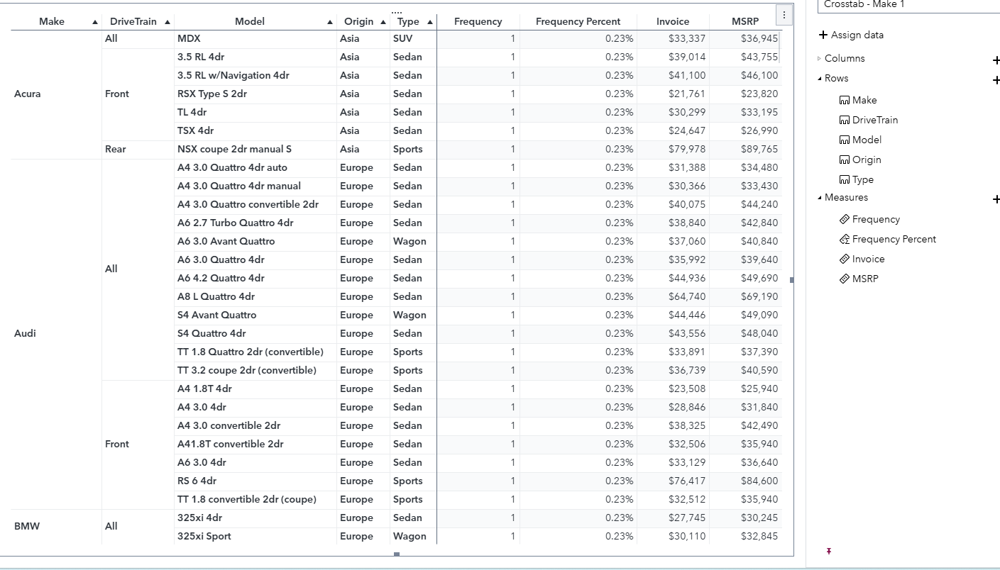 Make DriveTrain Model Origin Type Frequency Frequency Percent Invoice MSRP
All MDX Asia SUV 1 0.23% $33,337 $36,945
3.5 RL 4dr Asia Sedan 1 0.23% $39,014 $43,755
3.5 RL w/Navigation 4dr Asia Sedan 1 0.23% $41,100 $46,100
Acura Front RSX Type S 2dr Asia Sedan 1 0.23% $21,761 $23,820
TL 4dr Asia Sedan 1 0.23% $30,299 $33,195
TSX 4dr Asia Sedan 1 0.23% $24,647 $26,990
Rear NSX coupe 2dr manual S Asia Sports 1 0.23% $79,978 $89,765
A4 3.0 Quattro 4dr auto Europe Sedan 1 0.23% $31,388 $34,480
A4 3.0 Quattro 4dr manual Europe Sedan 1 0.23% $30,366 $33,430
A4 3.0 Quattro convertible 2dr Europe Sedan 1 0.23% $40,075 $44,240
A6 2.7 Turbo Quattro 4dr Europe Sedan 1 0.23% $38,840 $42,840
A6 3.0 Avant Quattro Europe Wagon 1 0.23% $37,060 $40,840
A6 3.0 Quattro 4dr Europe Sedan 1 0.23% $35,992 $39,640
All
A6 4.2 Quattro 4dr Europe Sedan 1 0.23% $44,936 $49,690
A8 L Quattro 4dr Europe Sedan 1 0.23% $64,740 $69,190
S4 Avant Quattro Europe Wagon 1 0.23% $44,446 $49,090
Audi S4 Quattro 4dr Europe Sedan 1 0.23% $43,556 $48,040
TT 1.8 Quattro 2dr (convertible) Europe Sports 1 0.23% $33,891 $37,390
TT 3.2 coupe 2dr (convertible) Europe Sports 1 0.23% $36,739 $40,590
A4 1.8T 4dr Europe Sedan 1 0.23% $23,508 $25,940
A4 3.0 4dr Europe Sedan 1 0.23% $28,846 $31,840
A4 3.0 convertible 2dr Europe Sedan 1 0.23% $38,325 $42,490
Front A41.8T convertible 2dr Europe Sedan 1 0.23% $32,506 $35,940
A6 3.0 4dr Europe Sedan 1 0.23% $33,129 $36,640
RS 6 4dr Europe Sports 1 0.23% $76,417 $84,600
TT 1.8 convertible 2dr (coupe) Europe Sports 1 0.23% $32,512 $35,940
325xi 4dr Europe Sedan 1 0.23% $27,745 $30,245
BMW All
325xi Sport Europe Wagon 1 0.23% $30,110 $32,845
Crosstab - Make 1
Assign data
Columns
Rows
Make
DriveTrain
Model
Origin
Type
Measures
Frequency
Frequency Percent
Invoice
MSRP